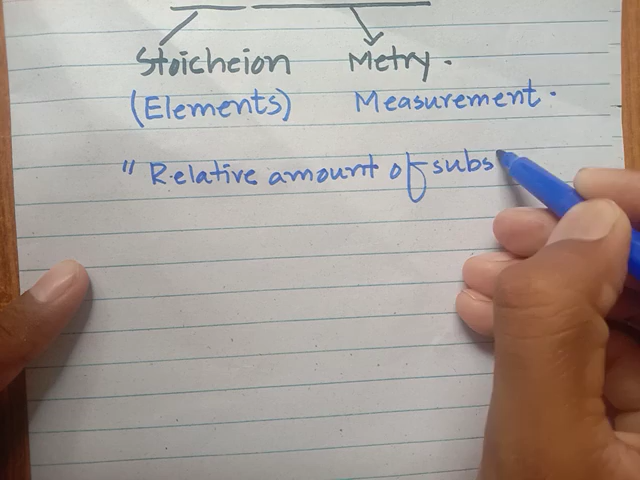 Stoicheion Metry.
(Elements) Measurement.
" Relative amount of subs